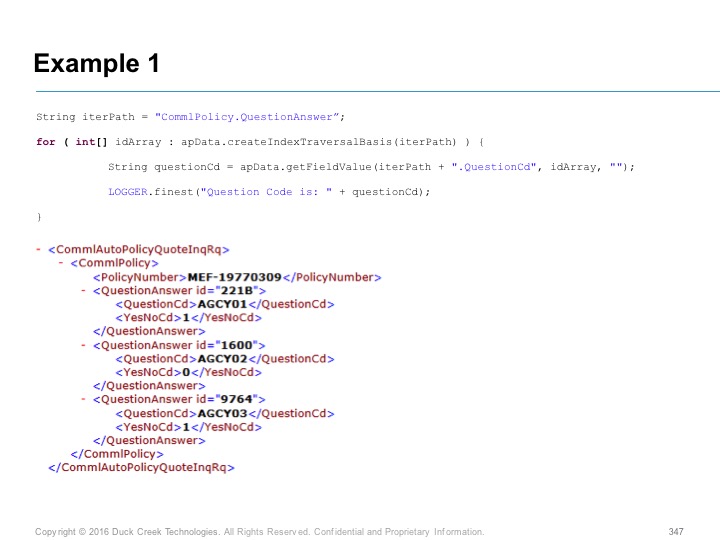 Example 1
String iterPath = "CommlPolicy.QuestionAnswer”;
for ( int[] idArray : apData.createIndexTraversalBasis(iterPath) ) {
String questionCd = apData.getFieldValue(iterPath + ".QuestionCd", idArray, "");
LOGGER.finest("Question Code is: " + questionCd);
}
- <CommlAutoPolicyQuoteInqRq>
- <CommlPolicy>
<PolicyNumber>MEF-19770309</PolicyNumber>
- <QuestionAnswer id="221B">
<QuestionCd>AGCY01</QuestionCd>
<YesNoCd>1</YesNoCd>
</QuestionAnswer>
- <QuestionAnswer id="1600">
<QuestionCd>AGCY02</QuestionCd>
<YesNoCd>0</YesNoCd>
</QuestionAnswer>
- <QuestionAnswer id="9764">
<QuestionCd>AGCY03</QuestionCd>
<YesNoCd>1</YesNoCd>
</QuestionAnswer>
</CommlPolicy>
</CommlAutoPolicyQuoteInqRq>
Copyright © 2016 Duck Creek Technologies. All Rights Reserved. Confidential and Proprietary Information. 347